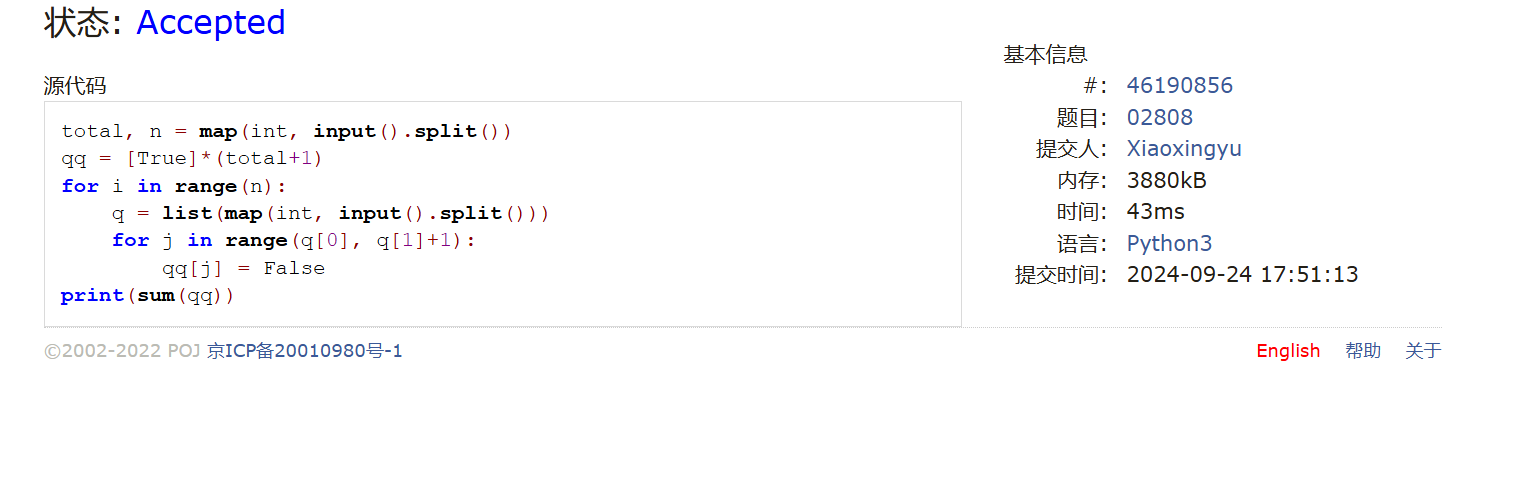 状态: Accepted
源代码
total, n = map(int, input().split())
qq = [True]*(total+1)
for i in range(n):
    q = list(map(int, input().split()))
    for j in range(q[0], q[1]+1):
        qq[j] = False
print(sum(qq))
基本信息
#: 46190856
题目: 02808
提交人: Xiaoxingyu
内存: 3880kB
时间: 43ms
语言: Python3
提交时间: 2024-09-24 17:51:13
©2002-2022 POJ 京ICP备20010980号-1
English 帮助 关于